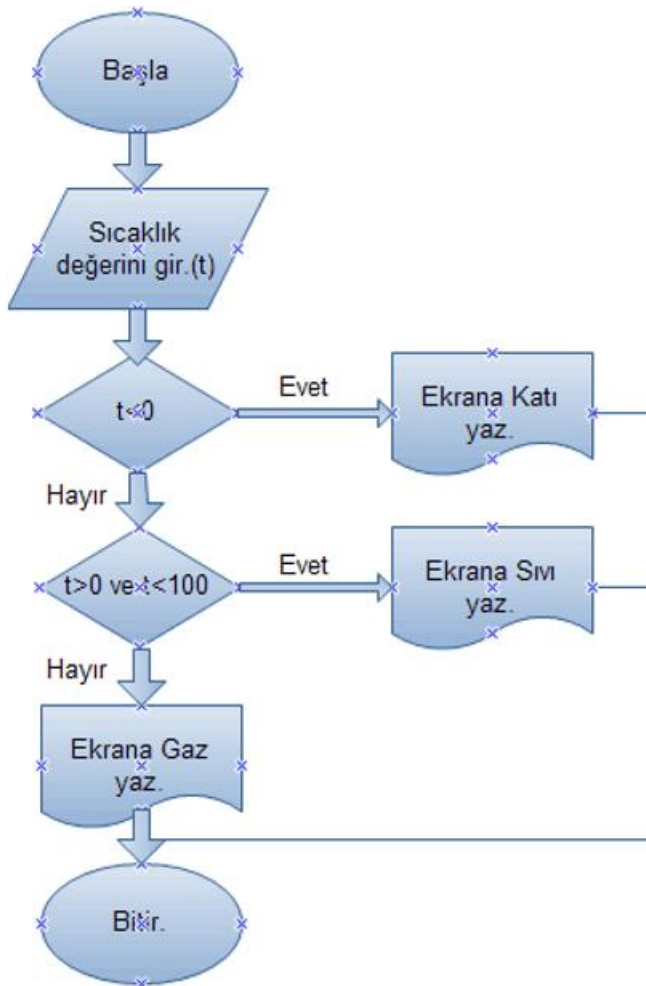 Başla
Sıcaklık
değerini gir.(t)
t<0
Evet
Ekrana Katı
yaz.
Hayır
t>0 ve t<100
Evet
Ekrana Sıvı
yaz.
Hayır
Ekrana Gaz
yaz.
Bitir.